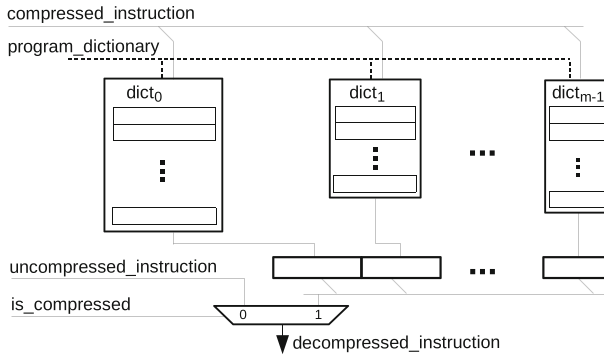 compressed_instruction
program_dictionary
dict0 dict1 dictm-1
uncompressed_instruction
is_compressed
0 1
decompressed_instruction